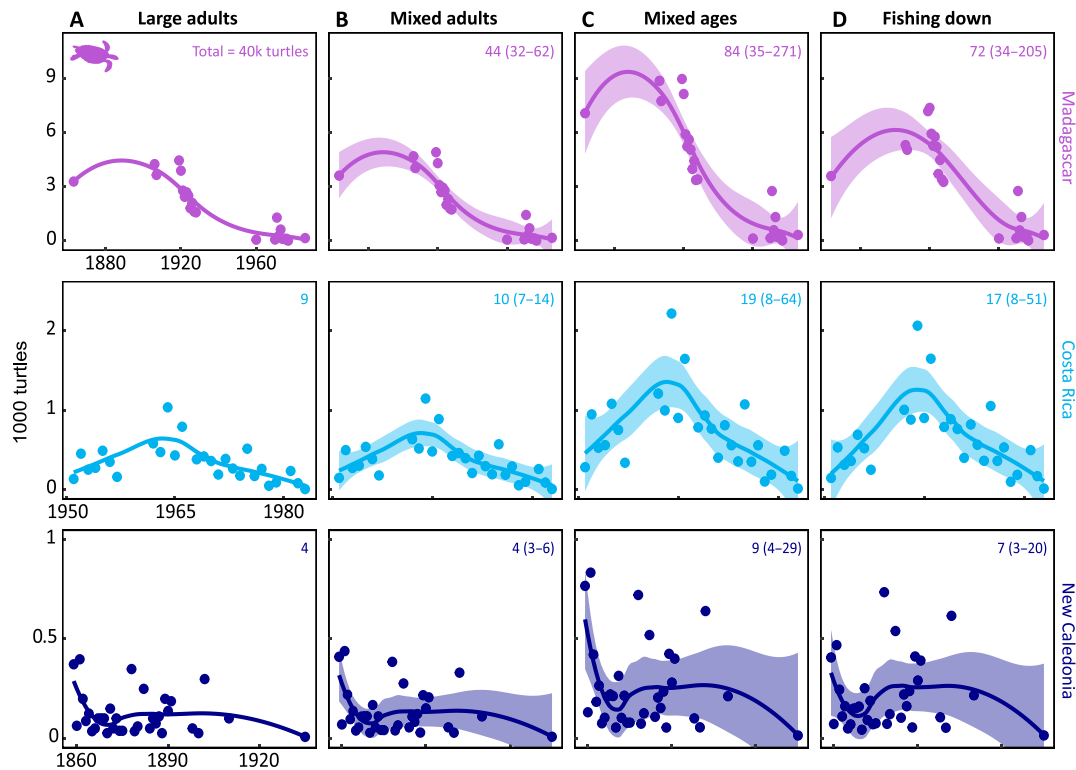 A Large adults
B Mixed adults
C Mixed ages
D Fishing down
Total = 40k turtles
44 (32–62)
84 (35–271)
72 (34–205)
Madagascar
9
6
3
0
1880 1920 1960
9
10 (7–14)
19 (8–64)
17 (8–51)
Costa Rica
1000 turtles
2
1
0
1950 1965 1980
4
4 (3–6)
9 (4–29)
7 (3–20)
New Caledonia
1
0.5
0
1860 1890 1920